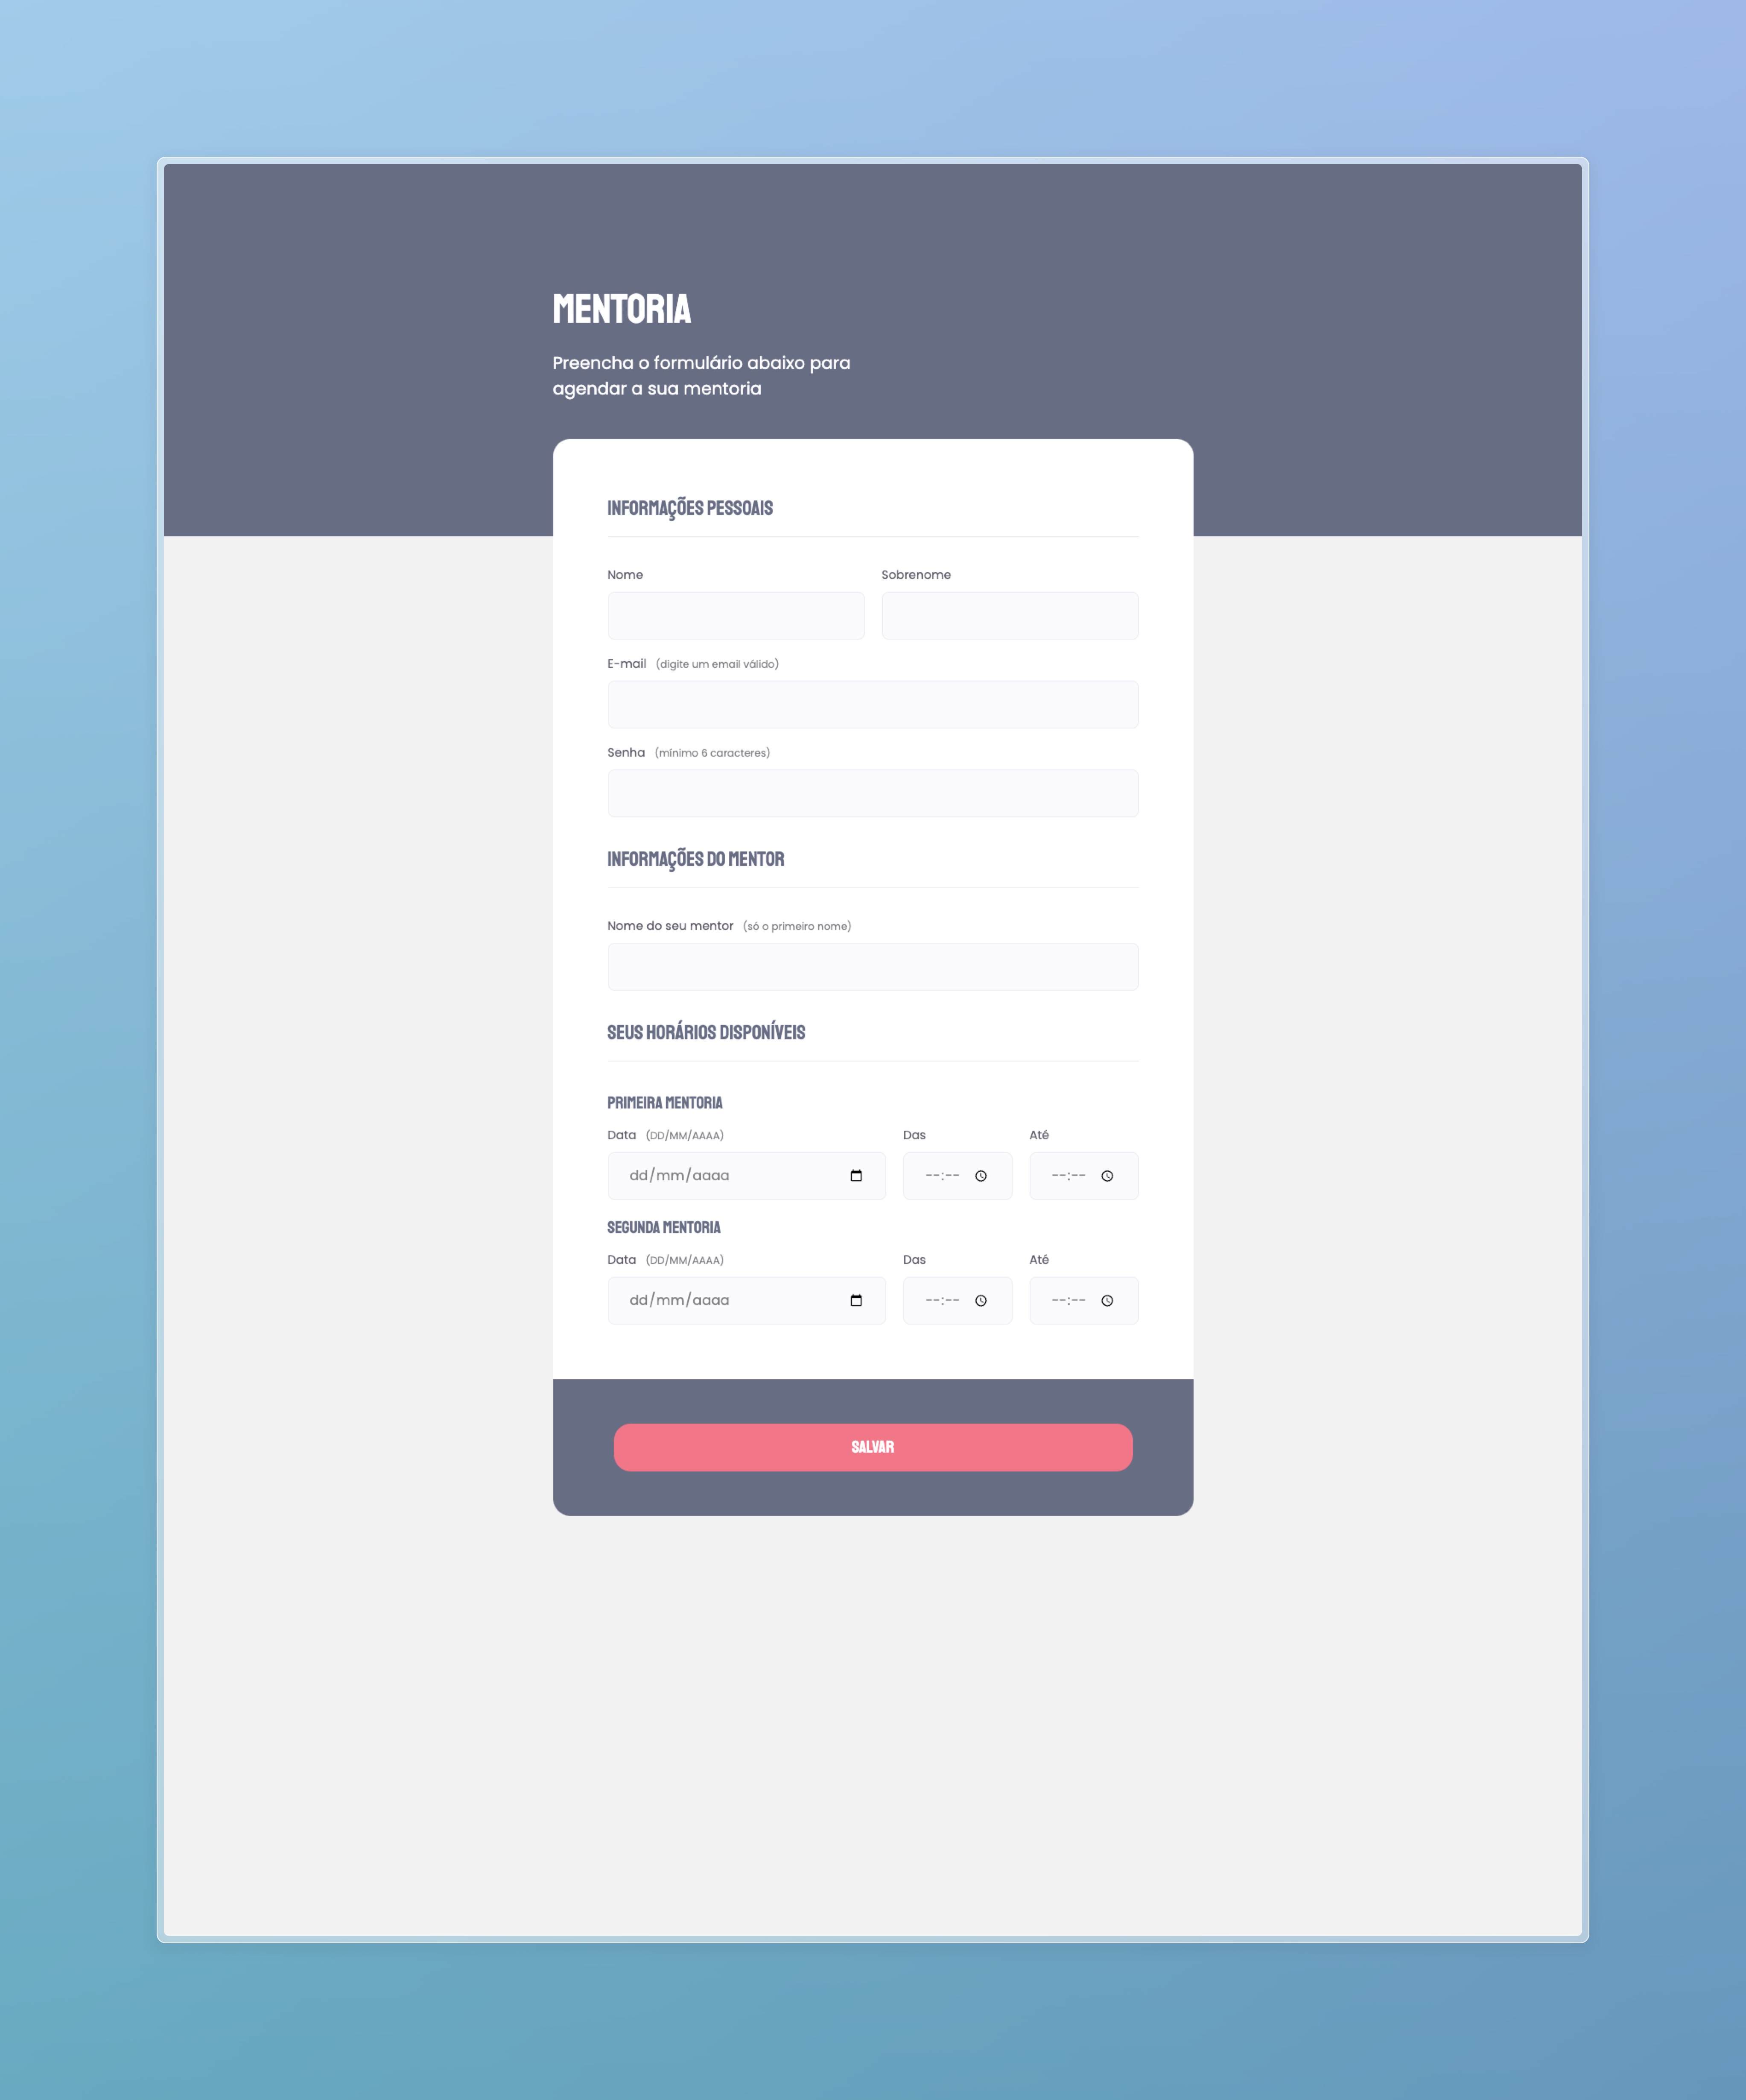 MENTORIA
Preencha o formulário abaixo para
agendar a sua mentoria
INFORMAÇÕES PESSOAIS
Nome Sobrenome
E-mail (digite um email válido)
Senha (mínimo 6 caracteres)
INFORMAÇÕES DO MENTOR
Nome do seu mentor (só o primeiro nome)
SEUS HORÁRIOS DISPONÍVEIS
PRIMEIRA MENTORIA
Data (DD/MM/AAAA) Das Até
dd/mm/aaaa --:-- --:--
SEGUNDA MENTORIA
Data (DD/MM/AAAA) Das Até
dd/mm/aaaa --:-- --:--
SALVAR